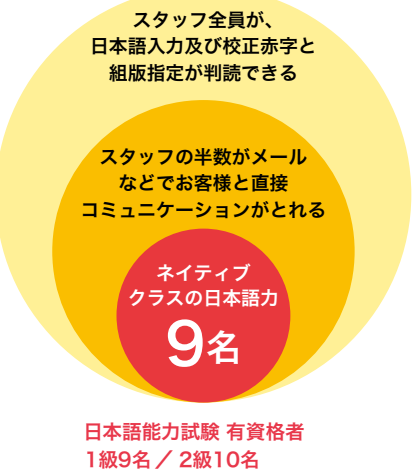 スタッフ全員が、
日本語入力及び校正赤字と
組版指定が判読できる
スタッフの半数がメール
などでお客様と直接
コミュニケーションがとれる
ネイティブ
クラスの日本語力
9名
日本語能力試験 有資格者
1級9名／2級10名